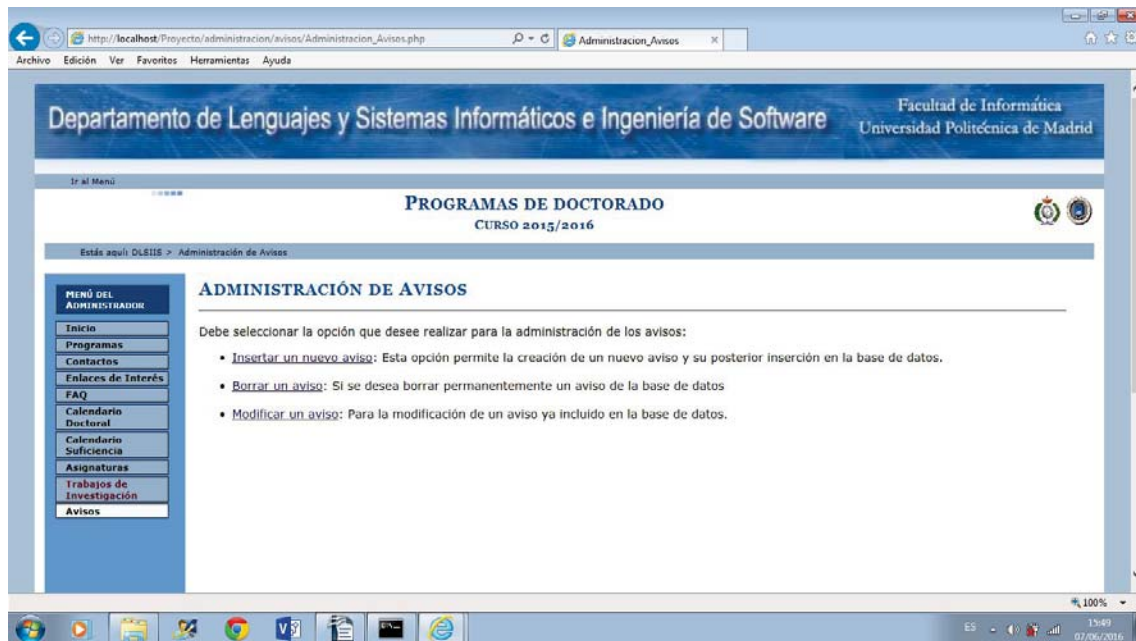 http://localhost/Proyecto/administracion/avisos/Administracion_Avisos.php
Administracion_Avisos
Archivo Edición Ver Favoritos Herramientas Ayuda
Departamento de Lenguajes y Sistemas Informáticos e Ingeniería de Software
Facultad de Informática
Universidad Politécnica de Madrid
Ir al Menú
PROGRAMAS DE DOCTORADO
CURSO 2015/2016
Estás aquí: DLSIIS > Administración de Avisos
MENÚ DEL
ADMINISTRADOR
Inicio
Programas
Contactos
Enlaces de Interés
FAQ
Calendario
Doctoral
Calendario
Suficiencia
Asignaturas
Trabajos de
Investigación
Avisos
ADMINISTRACIÓN DE AVISOS
Debe seleccionar la opción que desee realizar para la administración de los avisos:
• Insertar un nuevo aviso: Esta opción permite la creación de un nuevo aviso y su posterior inserción en la base de datos.
• Borrar un aviso: Si se desea borrar permanentemente un aviso de la base de datos
• Modificar un aviso: Para la modificación de un aviso ya incluido en la base de datos.
100%
ES
15:49
07/06/2016